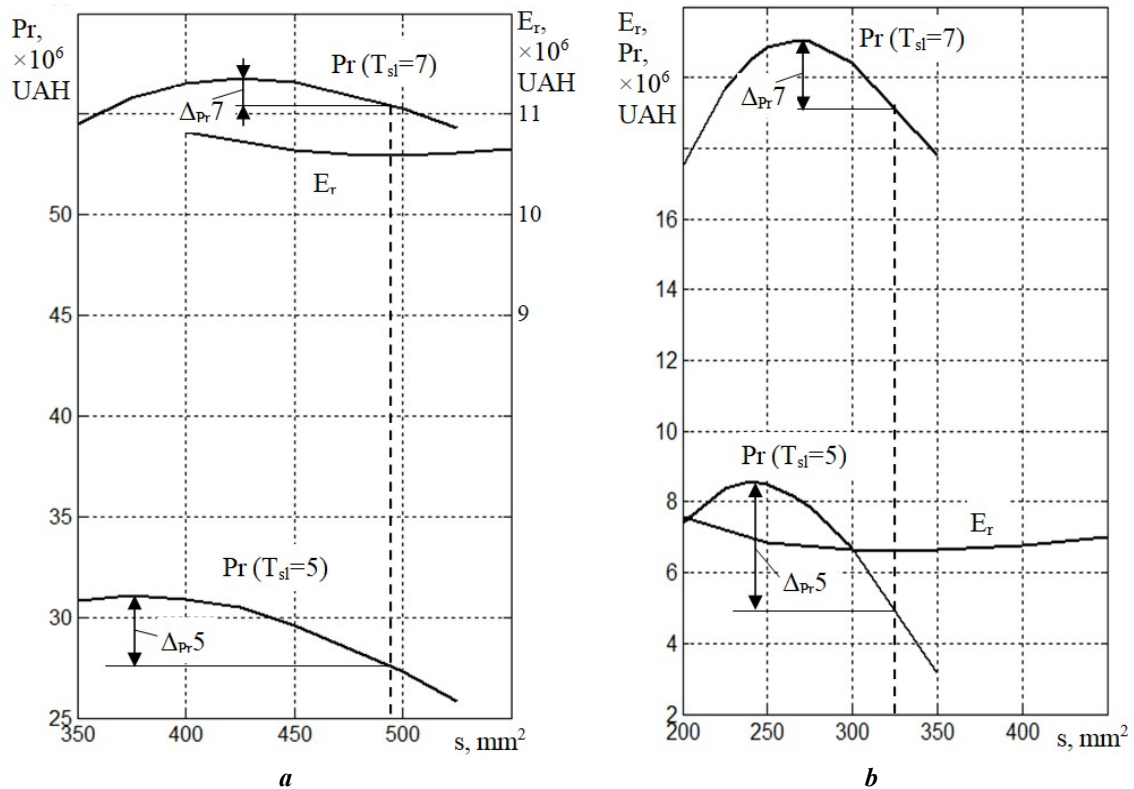 Pr,
×10⁶
UAH
E_r,
×10⁶
UAH
Pr (T_sl=7)
Δ_Pr7
11
E_r
50
10
45
9
40
35
Pr (T_sl=5)
30
Δ_Pr5
25
350
400
450
500
s, mm²
a
E_r,
Pr,
×10⁶
UAH
Pr (T_sl=7)
Δ_Pr7
16
14
12
10
Pr (T_sl=5)
8
E_r
6
Δ_Pr5
4
2
200
250
300
350
400
s, mm²
b